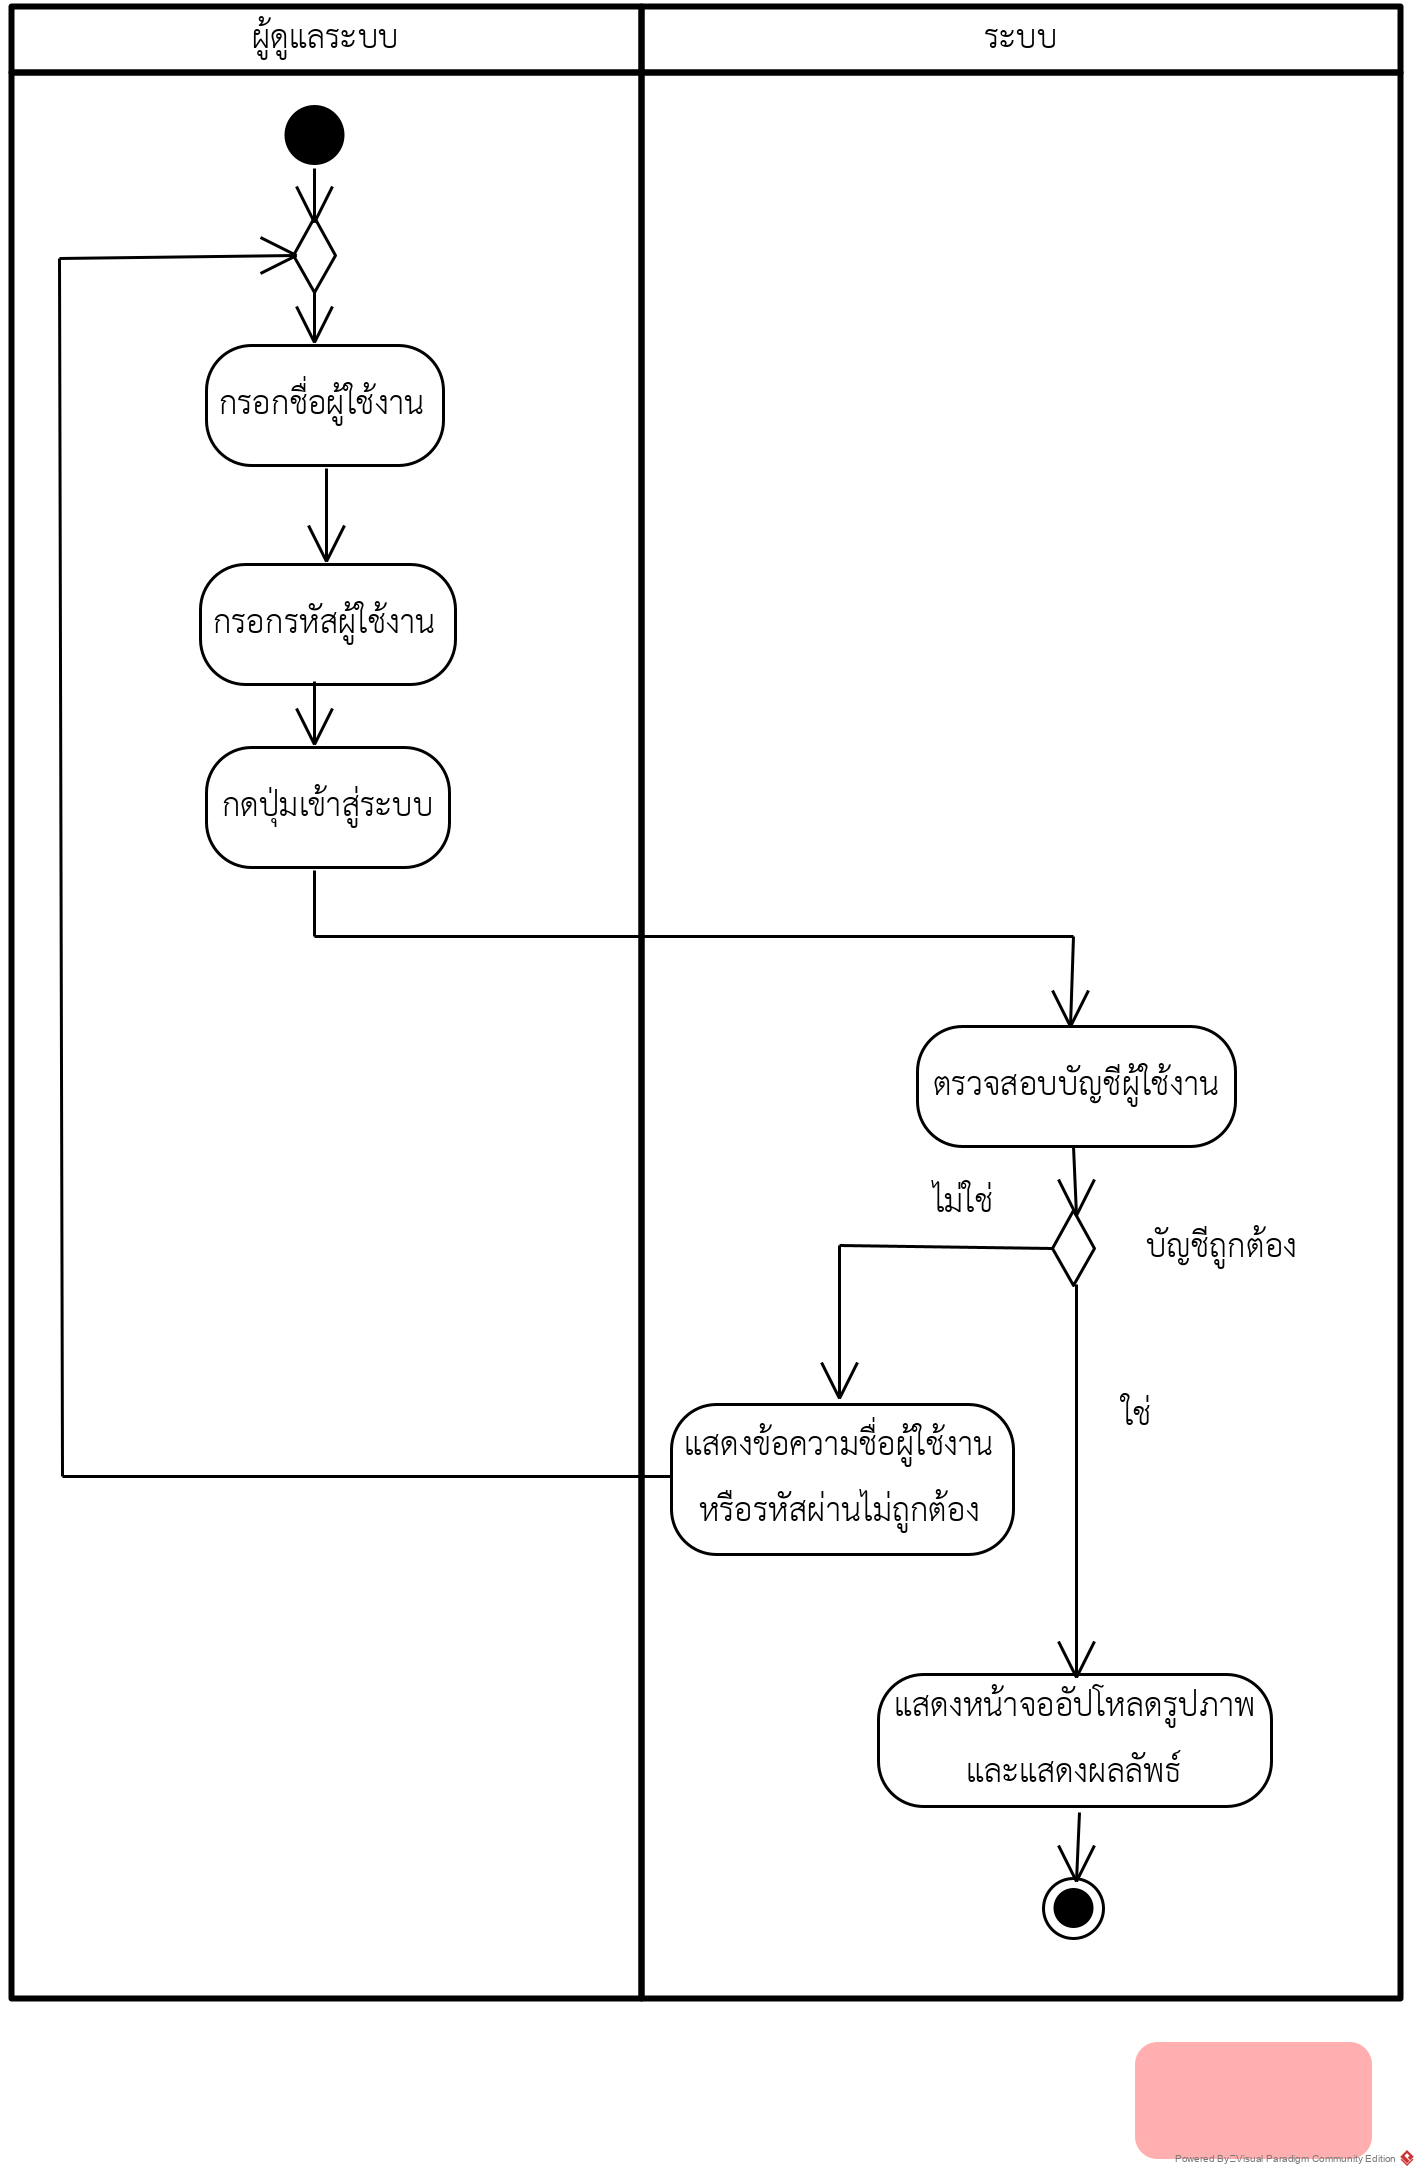 ผู้ดูแลระบบ
ระบบ
กรอกชื่อผู้ใช้งาน
กรอกรหัสผู้ใช้งาน
กดปุ่มเข้าสู่ระบบ
ตรวจสอบบัญชีผู้ใช้งาน
ไม่ใช่
บัญชีถูกต้อง
ใช่
แสดงข้อความชื่อผู้ใช้งาน
หรือรหัสผ่านไม่ถูกต้อง
แสดงหน้าจออัปโหลดรูปภาพ
และแสดงผลลัพธ์
Powered By Visual Paradigm Community Edition